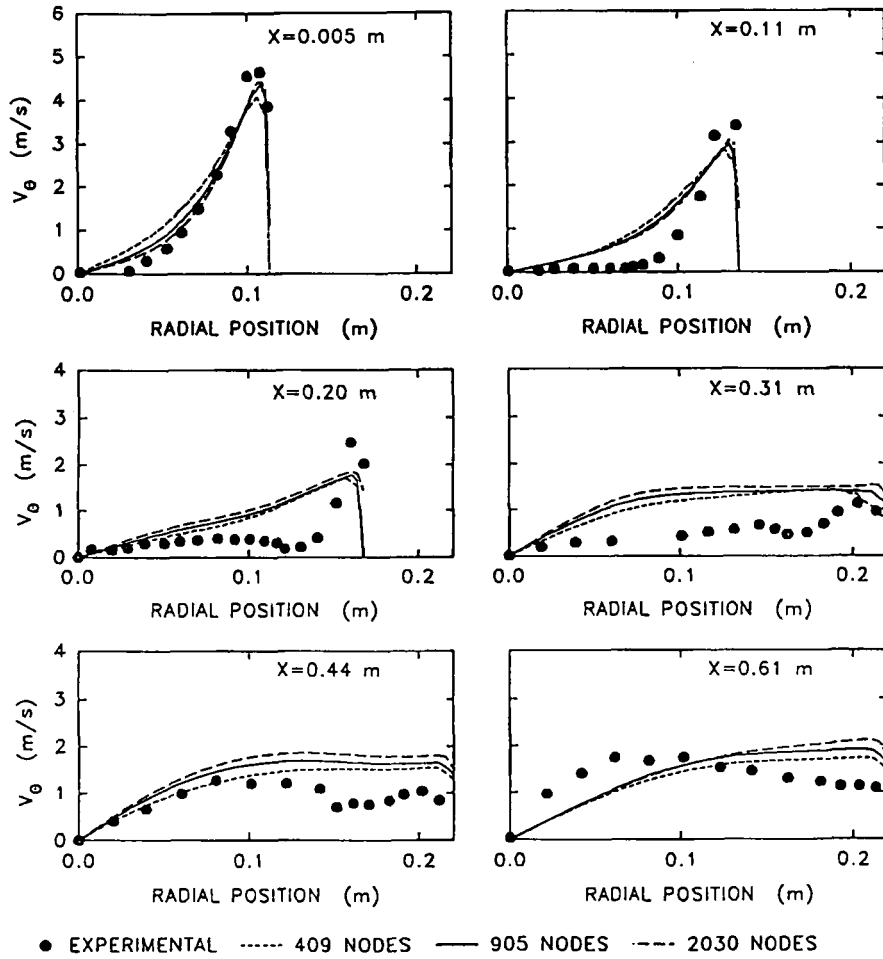 6
5
4
3
2
1
0
V_θ (m/s)
X=0.005 m
0.0
0.1
0.2
RADIAL POSITION (m)
X=0.11 m
0.0
0.1
0.2
RADIAL POSITION (m)
4
3
2
1
0
V_θ (m/s)
X=0.20 m
0.0
0.1
0.2
RADIAL POSITION (m)
X=0.31 m
0.0
0.1
0.2
RADIAL POSITION (m)
4
3
2
1
0
V_θ (m/s)
X=0.44 m
0.0
0.1
0.2
RADIAL POSITION (m)
X=0.61 m
0.0
0.1
0.2
RADIAL POSITION (m)
EXPERIMENTAL 409 NODES 905 NODES 2030 NODES